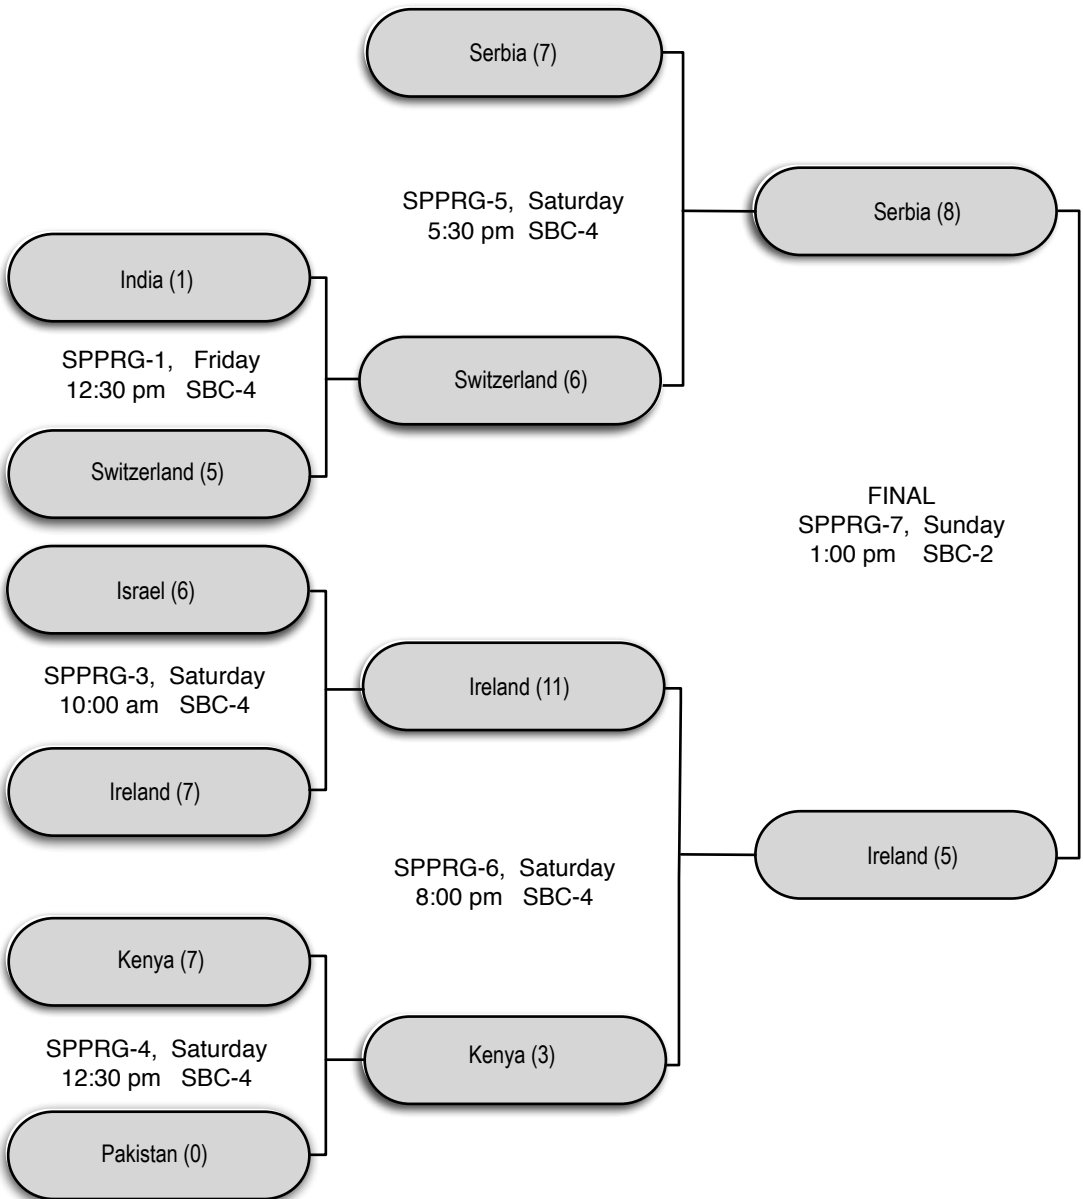 Serbia (7)
SPPRG-5, Saturday
5:30 pm SBC-4
Serbia (8)
India (1)
SPPRG-1, Friday
12:30 pm SBC-4
Switzerland (6)
Switzerland (5)
FINAL
SPPRG-7, Sunday
1:00 pm SBC-2
Israel (6)
SPPRG-3, Saturday
10:00 am SBC-4
Ireland (11)
Ireland (7)
SPPRG-6, Saturday
8:00 pm SBC-4
Ireland (5)
Kenya (7)
SPPRG-4, Saturday
12:30 pm SBC-4
Kenya (3)
Pakistan (0)